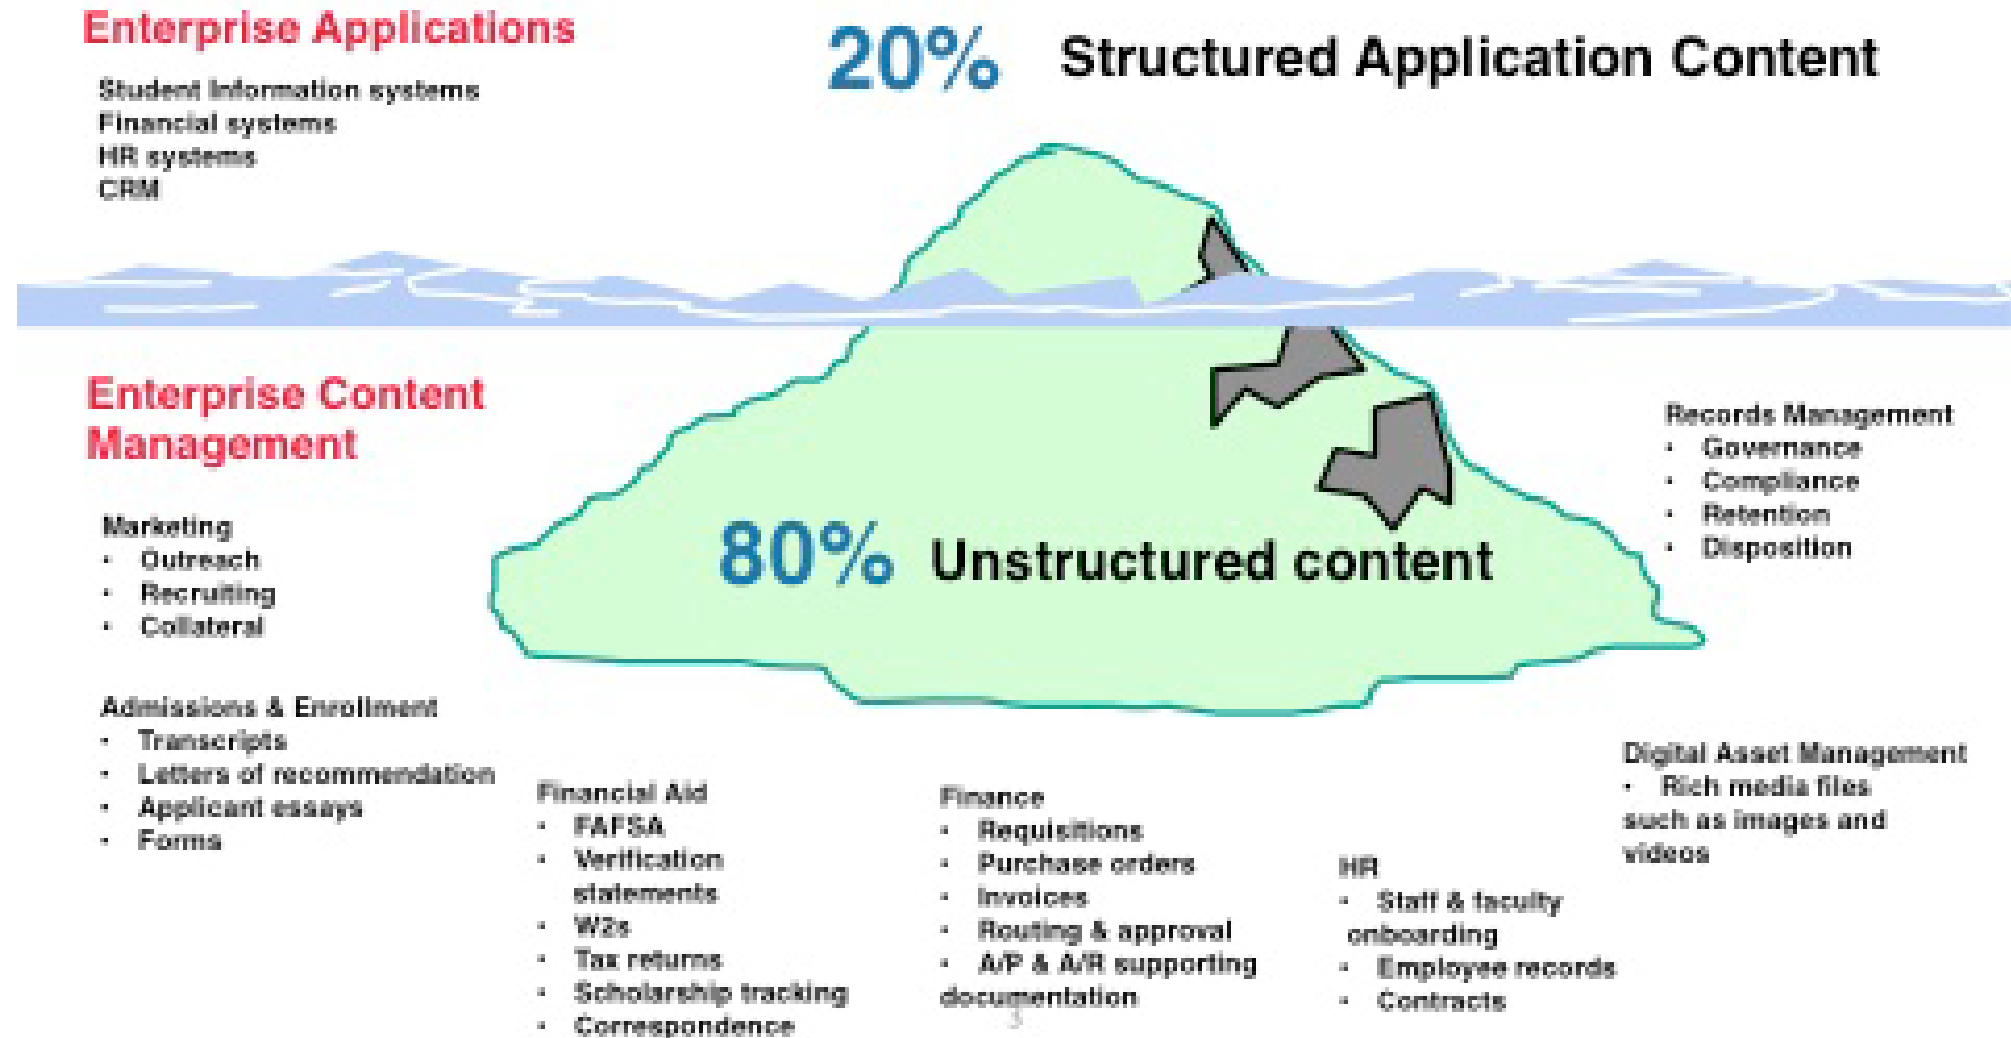 Enterprise Applications
Student Information systems
Financial systems
HR systems
CRM
20% Structured Application Content
Enterprise Content
Management
Marketing
• Outreach
• Recruiting
• Collateral
Admissions & Enrollment
• Transcripts
• Letters of recommendation
• Applicant essays
• Forms
80% Unstructured content
Records Management
• Governance
• Compliance
• Retention
• Disposition
Financial Aid
• FAFSA
• Verification
statements
• W2s
• Tax returns
• Scholarship tracking
• Correspondence
Finance
• Requisitions
• Purchase orders
• Invoices
• Routing & approval
• A/P & A/R supporting
documentation
3
HR
• Staff & faculty
onboarding
• Employee records
• Contracts
Digital Asset Management
• Rich media files
such as images and
videos